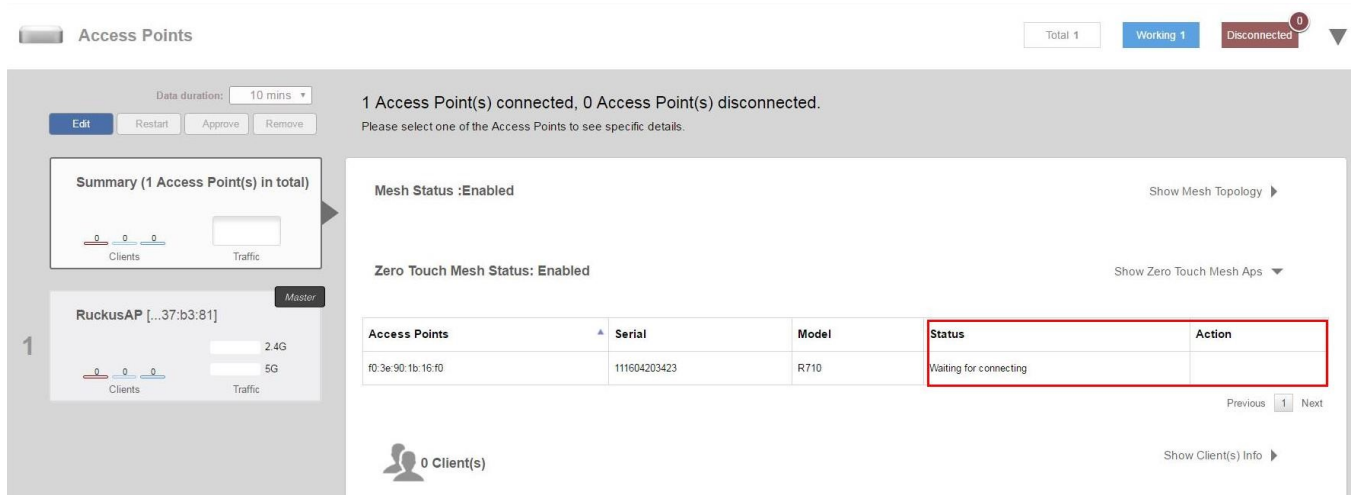 Access Points
Total 1
Working 1
Disconnected
0
Data duration: 10 mins
Edit Restart Approve Remove
1 Access Point(s) connected, 0 Access Point(s) disconnected.
Please select one of the Access Points to see specific details.
Summary (1 Access Point(s) in total)
0 0 0
Clients Traffic
Mesh Status :Enabled
Show Mesh Topology
Zero Touch Mesh Status: Enabled
Show Zero Touch Mesh Aps
1
Master
RuckusAP [...37:b3:81]
2.4G
5G
0 0 0
Clients Traffic
Access Points Serial Model Status Action
f0:3e:90:1b:16:f0 111604203423 R710 Waiting for connecting
Previous 1 Next
0 Client(s)
Show Client(s) Info